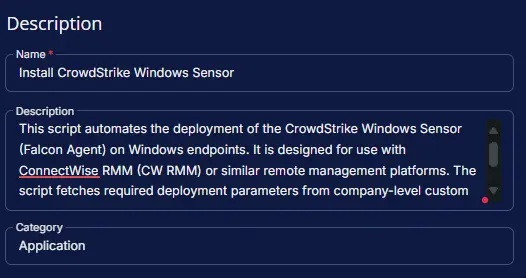 Description
Name *
Install CrowdStrike Windows Sensor
Description
This script automates the deployment of the CrowdStrike Windows Sensor
(Falcon Agent) on Windows endpoints. It is designed for use with
ConnectWise RMM (CW RMM) or similar remote management platforms. The
script fetches required deployment parameters from company-level custom
Category
Application